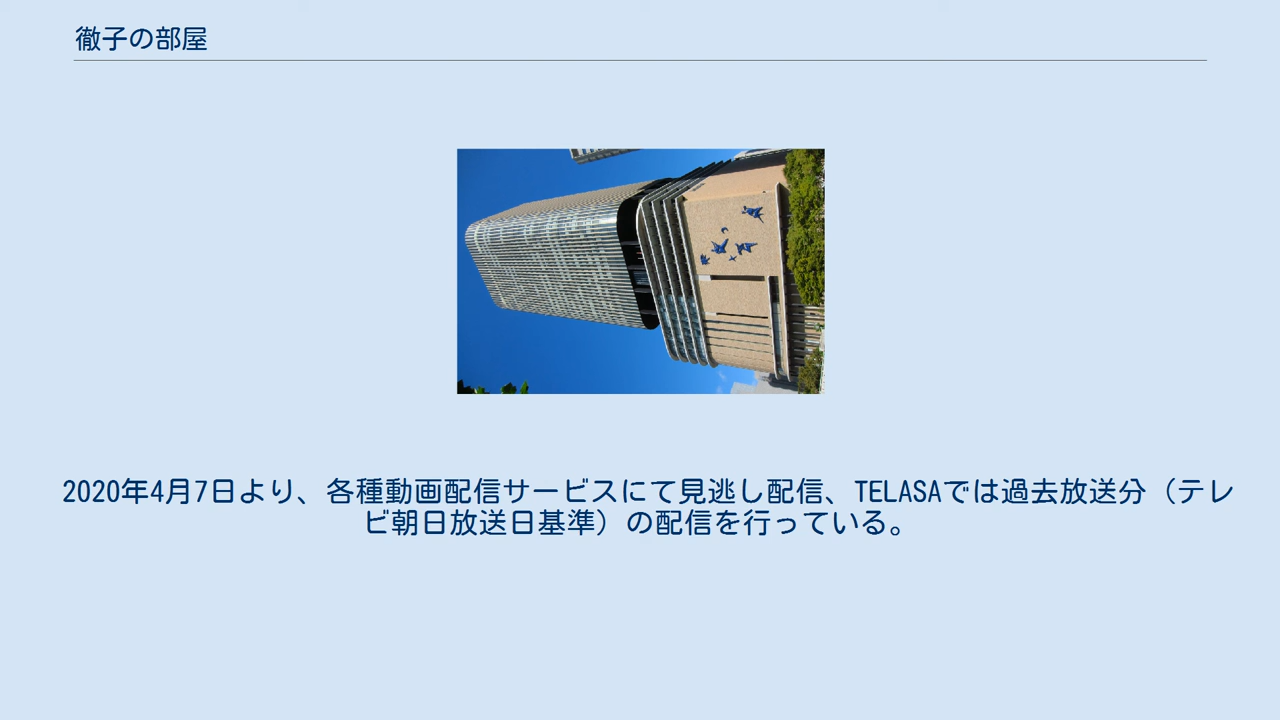 徹子の部屋
2020年4月7日より、各種動画配信サービスにて見逃し配信、TELASAでは過去放送分（テレ
ビ朝日放送日基準）の配信を行っている。